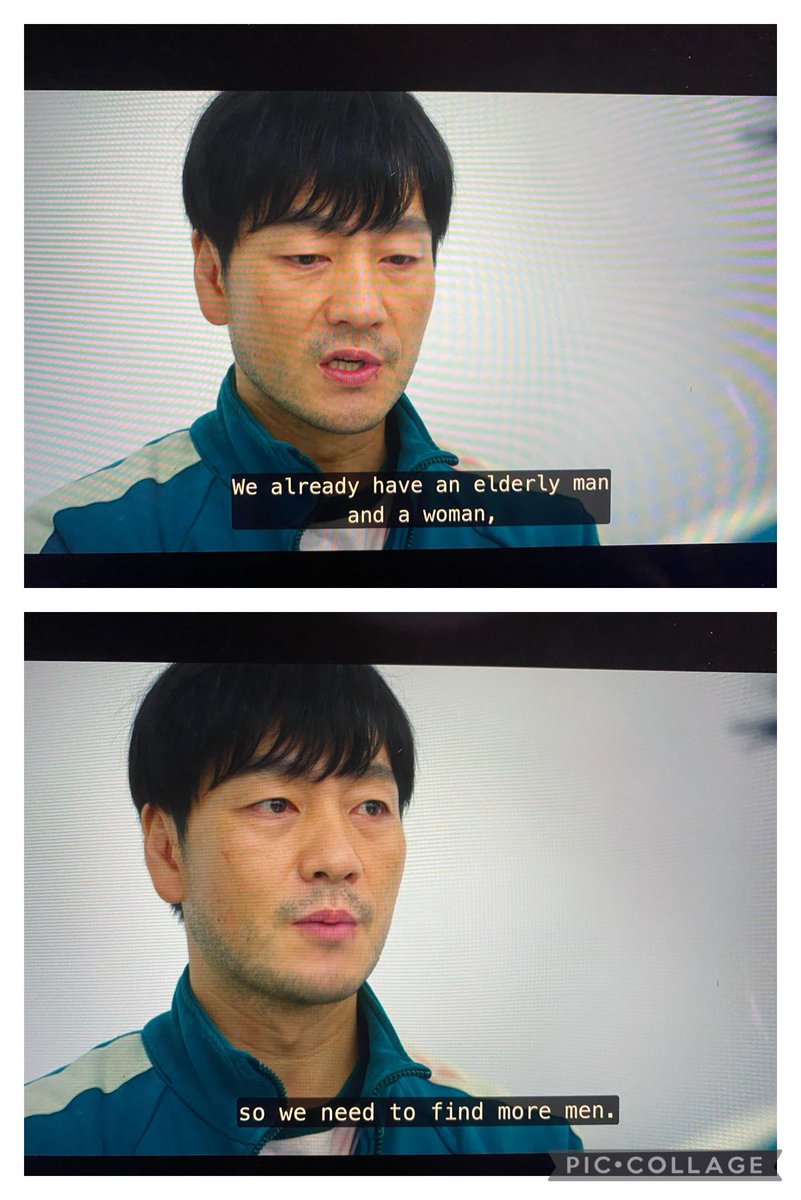 We already have an elderly man
and a woman,
so we need to find more men.
PIC•COLLAGE